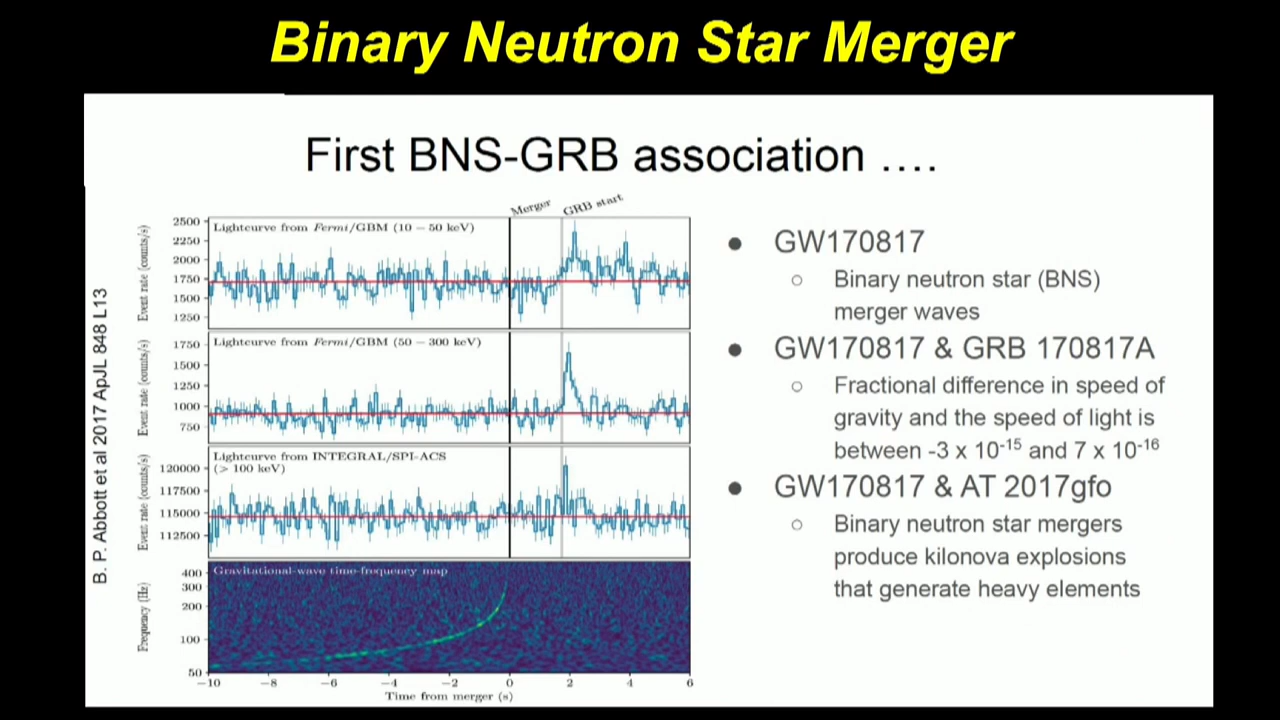 Binary Neutron Star Merger
First BNS-GRB association ....
B. P. Abbott et al 2017 ApJL 848 L13
Merger
GRB start
Lightcurve from Fermi/GBM (10 – 50 keV)
Event rate (counts/s)
2500
2250
2000
1750
1500
1250
Lightcurve from Fermi/GBM (50 – 300 keV)
Event rate (counts/s)
1750
1500
1250
1000
750
Lightcurve from INTEGRAL/SPI-ACS
(> 100 keV)
Event rate (counts/s)
120000
117500
115000
112500
Gravitational-wave time-frequency map
Frequency (Hz)
400
300
200
100
50
−10 −8 −6 −4 −2 0 2 4 6
Time from merger (s)
● GW170817
○ Binary neutron star (BNS)
merger waves
● GW170817 & GRB 170817A
○ Fractional difference in speed of
gravity and the speed of light is
between -3 x 10⁻¹⁵ and 7 x 10⁻¹⁶
● GW170817 & AT 2017gfo
○ Binary neutron star mergers
produce kilonova explosions
that generate heavy elements